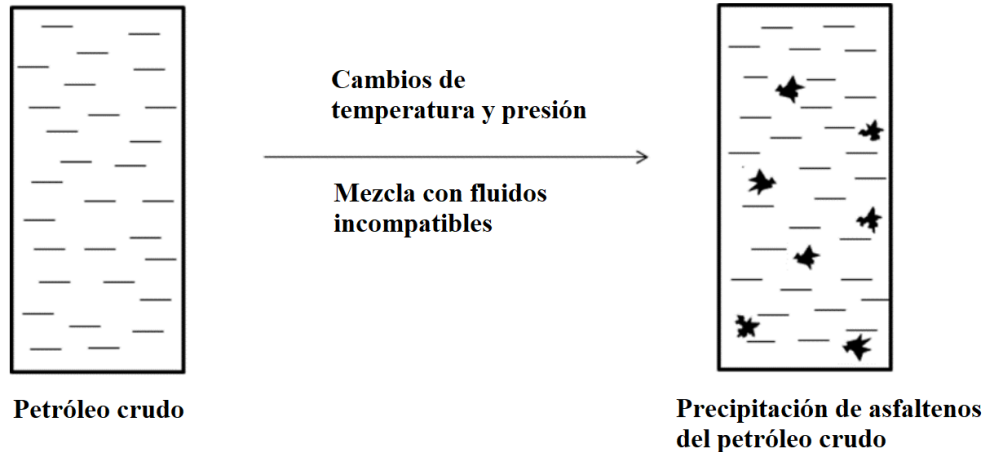 Cambios de
temperatura y presión
Mezcla con fluidos
incompatibles
Petróleo crudo
Precipitación de asfaltenos
del petróleo crudo